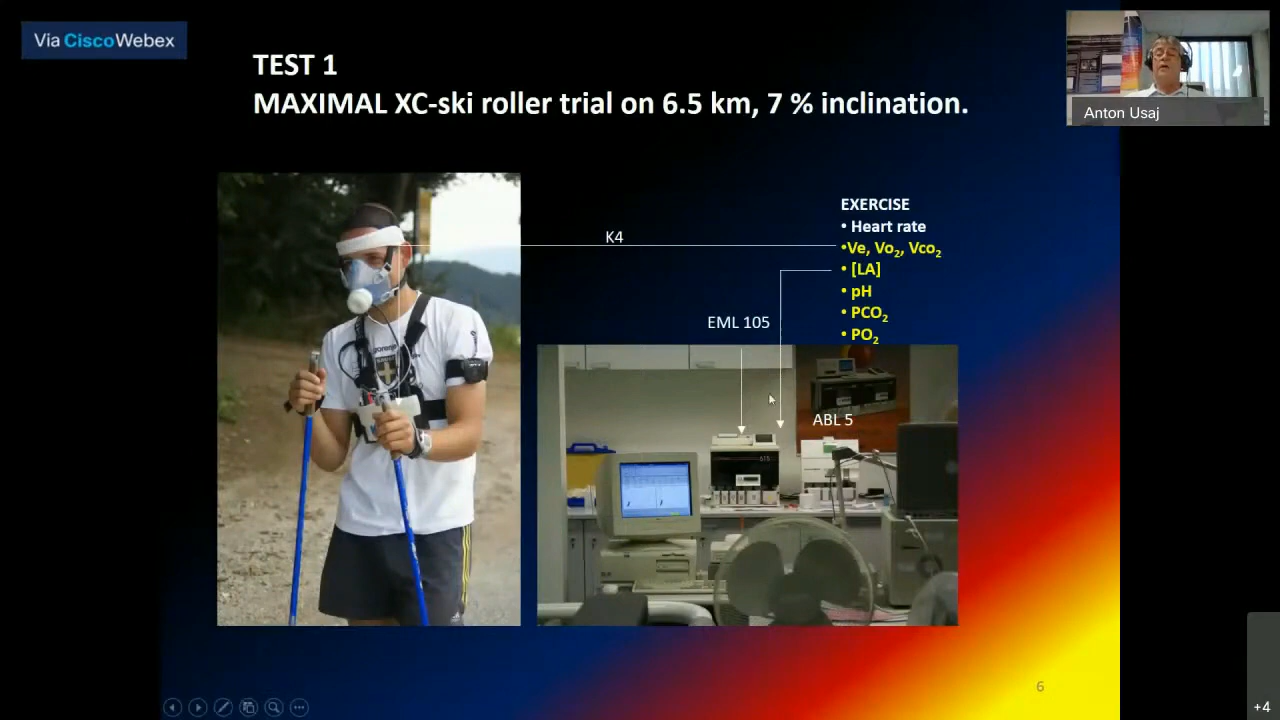 Via CiscoWebex
TEST 1
MAXIMAL XC-ski roller trial on 6.5 km, 7 % inclination.
Anton Usaj
EXERCISE
• Heart rate
•Ve, Vo₂, Vco₂
• [LA]
• pH
• PCO₂
• PO₂
K4
EML 105
ABL 5
6
+4